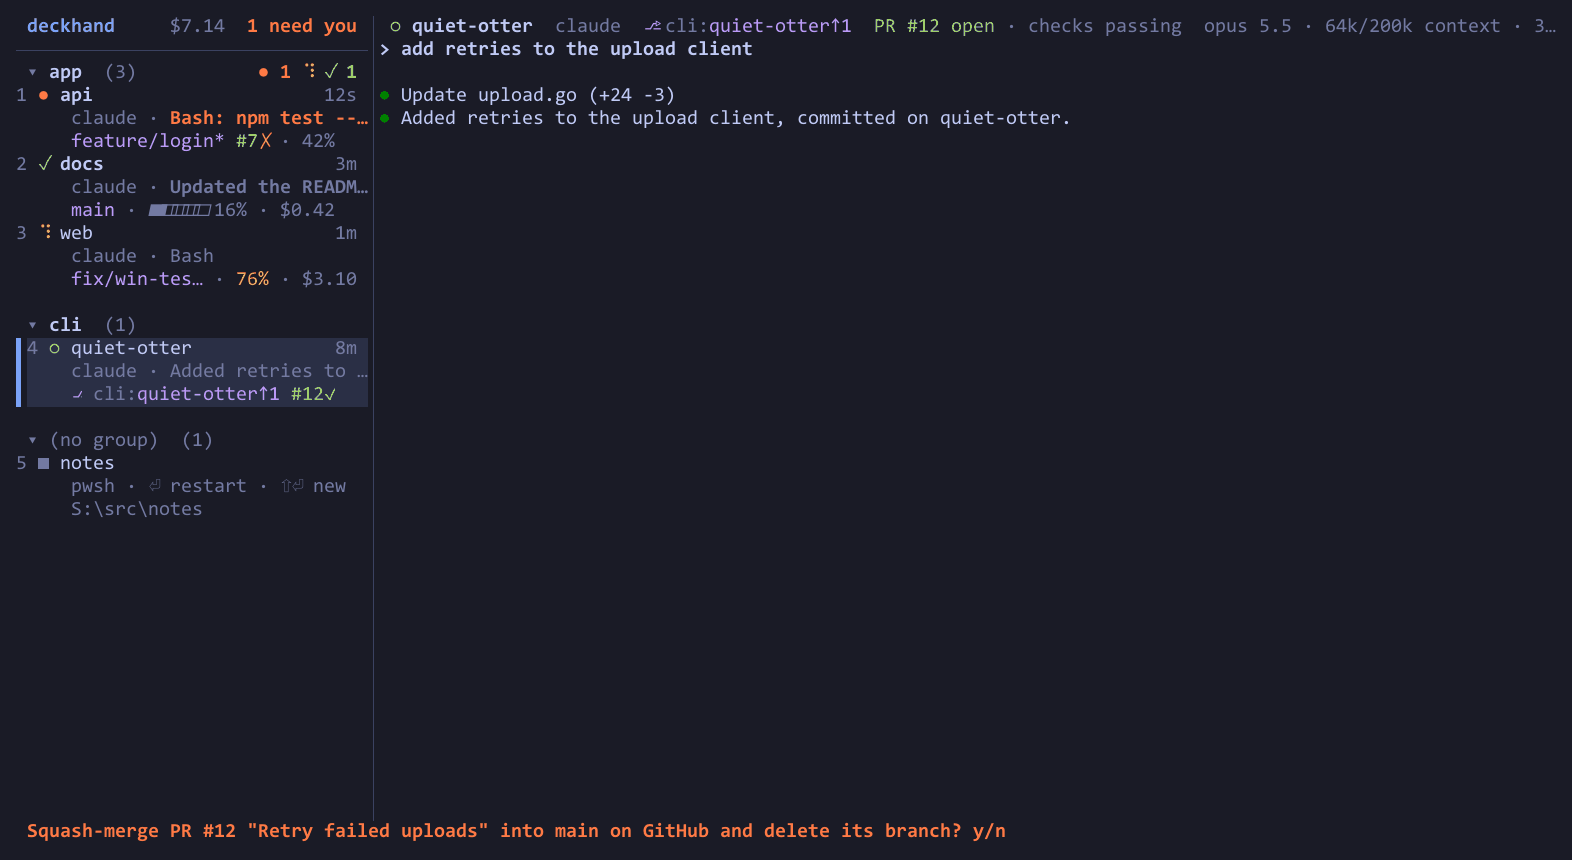 deckhand $7.14 1 need you
▾ app (3) ● 1 ⠹ ✓ 1
1 ● api 12s
claude · Bash: npm test --…
feature/login* #7✗ · 42%
2 ✓ docs 3m
claude · Updated the READM…
main · 16% · $0.42
3 ⠹ web 1m
claude · Bash
fix/win-tes… · 76% · $3.10
▾ cli (1)
4 ○ quiet-otter 8m
claude · Added retries to …
⎇ cli:quiet-otter↑1 #12✓
▾ (no group) (1)
5 ■ notes
pwsh · ⏎ restart · ⇧⏎ new
S:\src\notes
○ quiet-otter claude ⎇ cli:quiet-otter↑1 PR #12 open · checks passing opus 5.5 · 64k/200k context · 3…
> add retries to the upload client
● Update upload.go (+24 -3)
● Added retries to the upload client, committed on quiet-otter.
Squash-merge PR #12 "Retry failed uploads" into main on GitHub and delete its branch? y/n